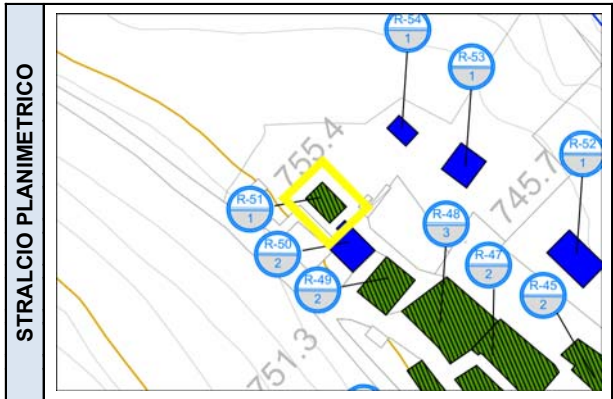 STRALCIO PLANIMETRICO
R-54
1
R-53
1
R-52
1
755.4
745.7
R-51
1
R-48
3
R-50
2
R-47
2
R-49
2
R-45
2
751.3